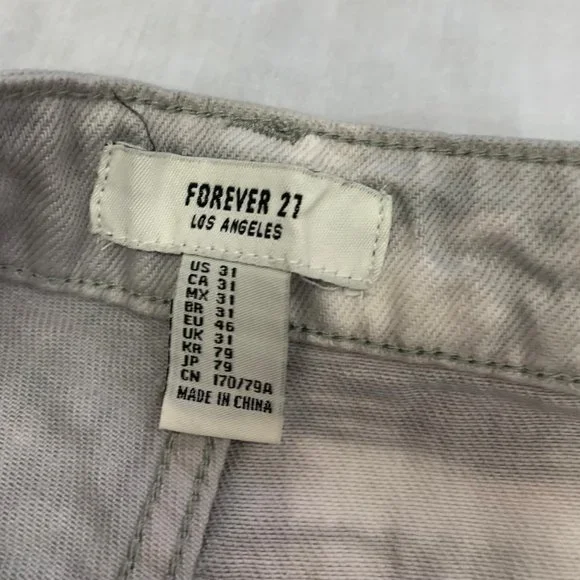 FOREVER 21
LOS ANGELES
US 31
CA 31
MX 31
BR 31
EU 46
UK 31
KR 79
JP 79
CN 170/79A
MADE IN CHINA